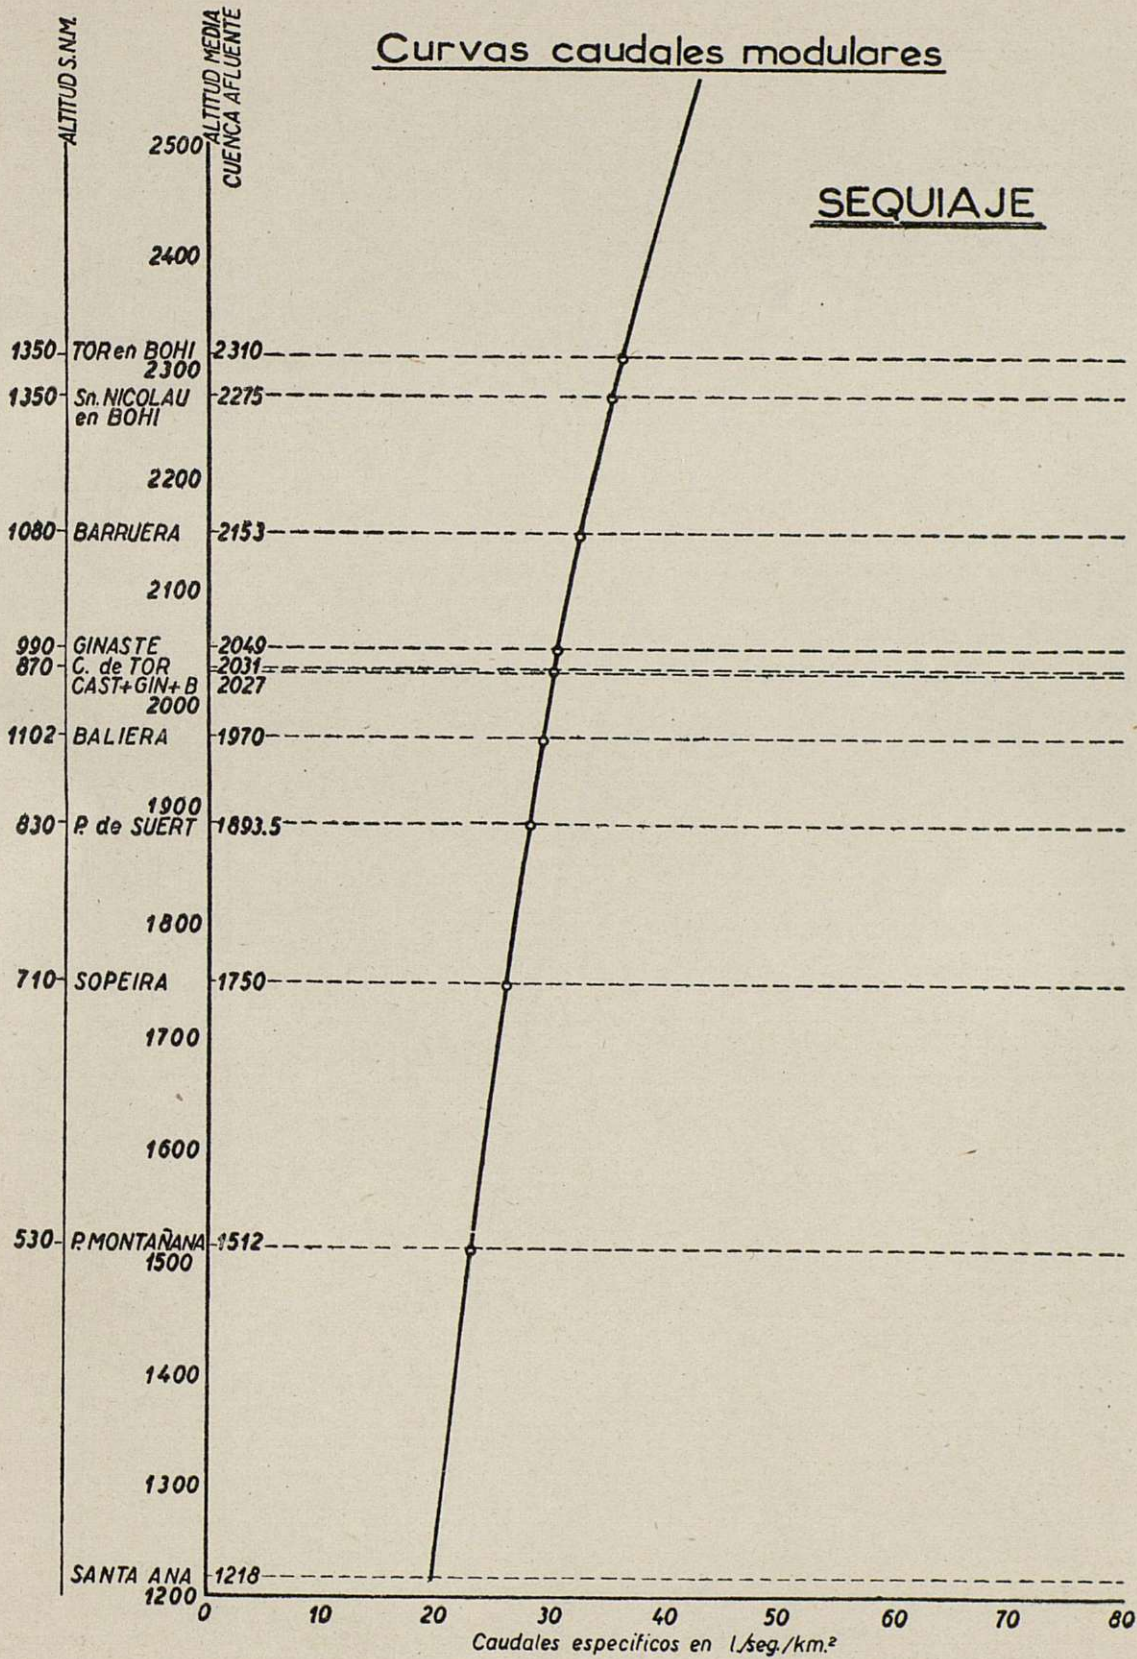 Curvas caudales modulares
SEQUIAJE
ALTITUD S.N.M.
ALTITUD MEDIA
CUENCA AFLUENTE
2500
2400
1350 TOR en BOHI 2310
2300
1350 Sn. NICOLAU 2275
en BOHI
2200
1080 BARRUERA 2153
2100
990 GINASTE 2049
870 C. de TOR 2031
CAST+GIN+B 2027
2000
1102 BALIERA 1970
1900
830 P. de SUERT 1893.5
1800
710 SOPEIRA 1750
1700
1600
530 P. MONTAÑANA 1512
1500
1400
1300
SANTA ANA 1218
1200
0 10 20 30 40 50 60 70 80
Caudales especificos en l./seg./km.²